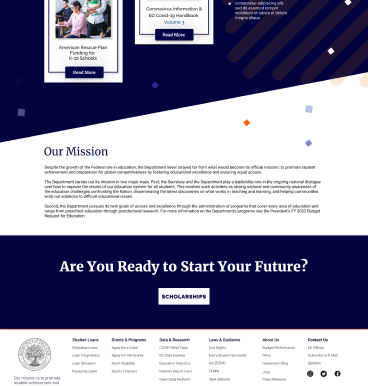 American Rescue Plan
Funding for
K-12 Schools
Read More
Coronavirus Information &
ED Covid-19 Handbook
Volume 3
Read More
consectetur adipiscing elit,
sed do eiusmod tempor
incididunt ut labore et dolore
magna aliqua
Our Mission
Despite the growth of the Federal role in education, the Department never strayed far from what would become its official mission: to promote student
achievement and preparation for global competitiveness by fostering educational excellence and ensuring equal access.
The Department carries out its mission in two major ways. First, the Secretary and the Department play a leadership role in the ongoing national dialogue
over how to improve the results of our education system for all students. This involves such activities as raising national and community awareness of
the education challenges confronting the Nation, disseminating the latest discoveries on what works in teaching and learning, and helping communities
work out solutions to difficult educational issues.
Second, the Department pursues its twin goals of access and excellence through the administration of programs that cover every area of education and
range from preschool education through postdoctoral research. For more information on the Department's programs see the President's FY 2022 Budget
Request for Education.
Are You Ready to Start Your Future?
SCHOLARSHIPS
Student Loans
Defaulted Loans
Loan Forgiveness
Loan Servicers
Repaying Loans
Grants & Programs
Apply for a Grant
Apply for Pell Grants
Grant Eligibility
Grants Forecast
Data & Research
COVID Relief Data
ED Data Express
Education Statistics
Nations Report Card
Open Data Platform
Laws & Guidance
Civil Rights
Every Student Succeeds
Act (ESSA)
FERPA
IDEA Website
About Us
Budget Performance
FAQs
Homeroom Blog
Jobs
Press Releases
Contact Us
ED Offices
Subscribe to E-Mail
Our mission is to promote
student achievement and